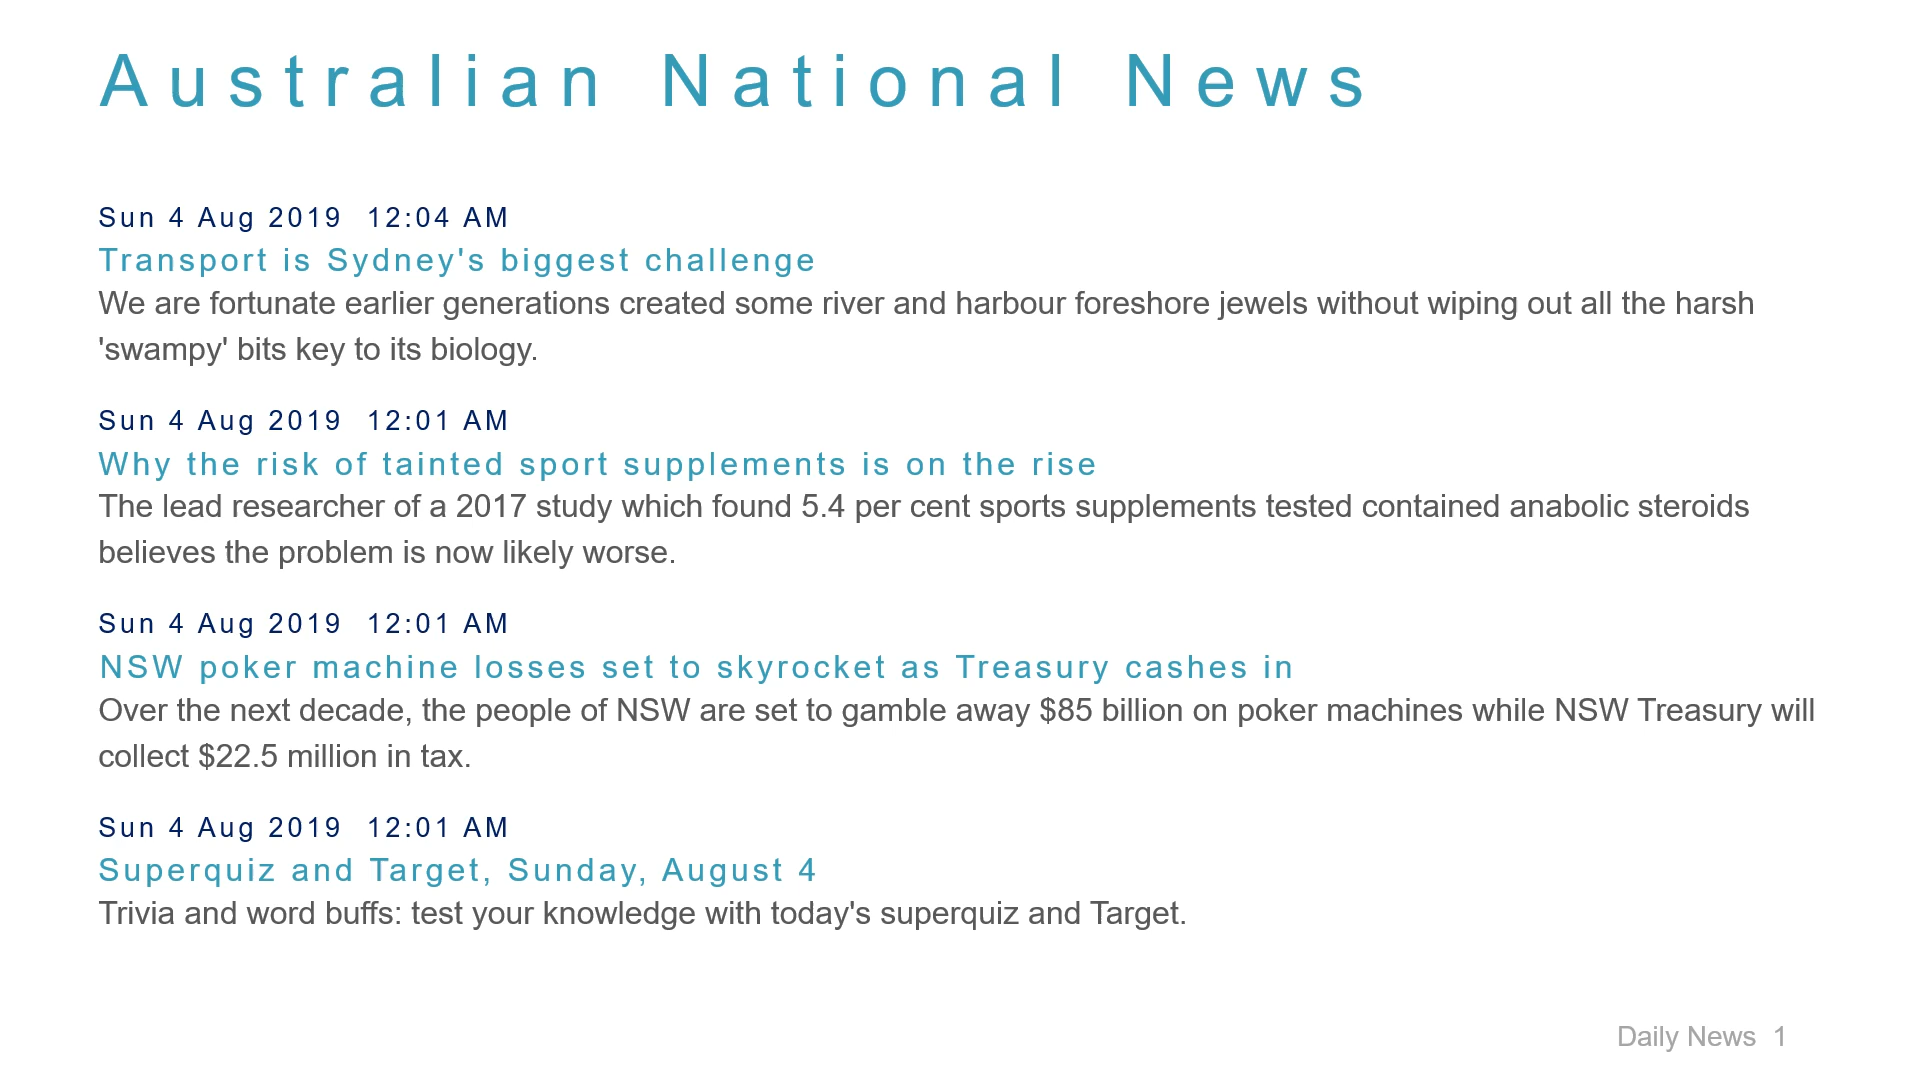 Australian National News
Sun 4 Aug 2019  12:04 AM
Transport is Sydney's biggest challenge
We are fortunate earlier generations created some river and harbour foreshore jewels without wiping out all the harsh
'swampy' bits key to its biology.
Sun 4 Aug 2019  12:01 AM
Why the risk of tainted sport supplements is on the rise
The lead researcher of a 2017 study which found 5.4 per cent sports supplements tested contained anabolic steroids
believes the problem is now likely worse.
Sun 4 Aug 2019  12:01 AM
NSW poker machine losses set to skyrocket as Treasury cashes in
Over the next decade, the people of NSW are set to gamble away $85 billion on poker machines while NSW Treasury will
collect $22.5 million in tax.
Sun 4 Aug 2019  12:01 AM
Superquiz and Target, Sunday, August 4
Trivia and word buffs: test your knowledge with today's superquiz and Target.
Daily News  1